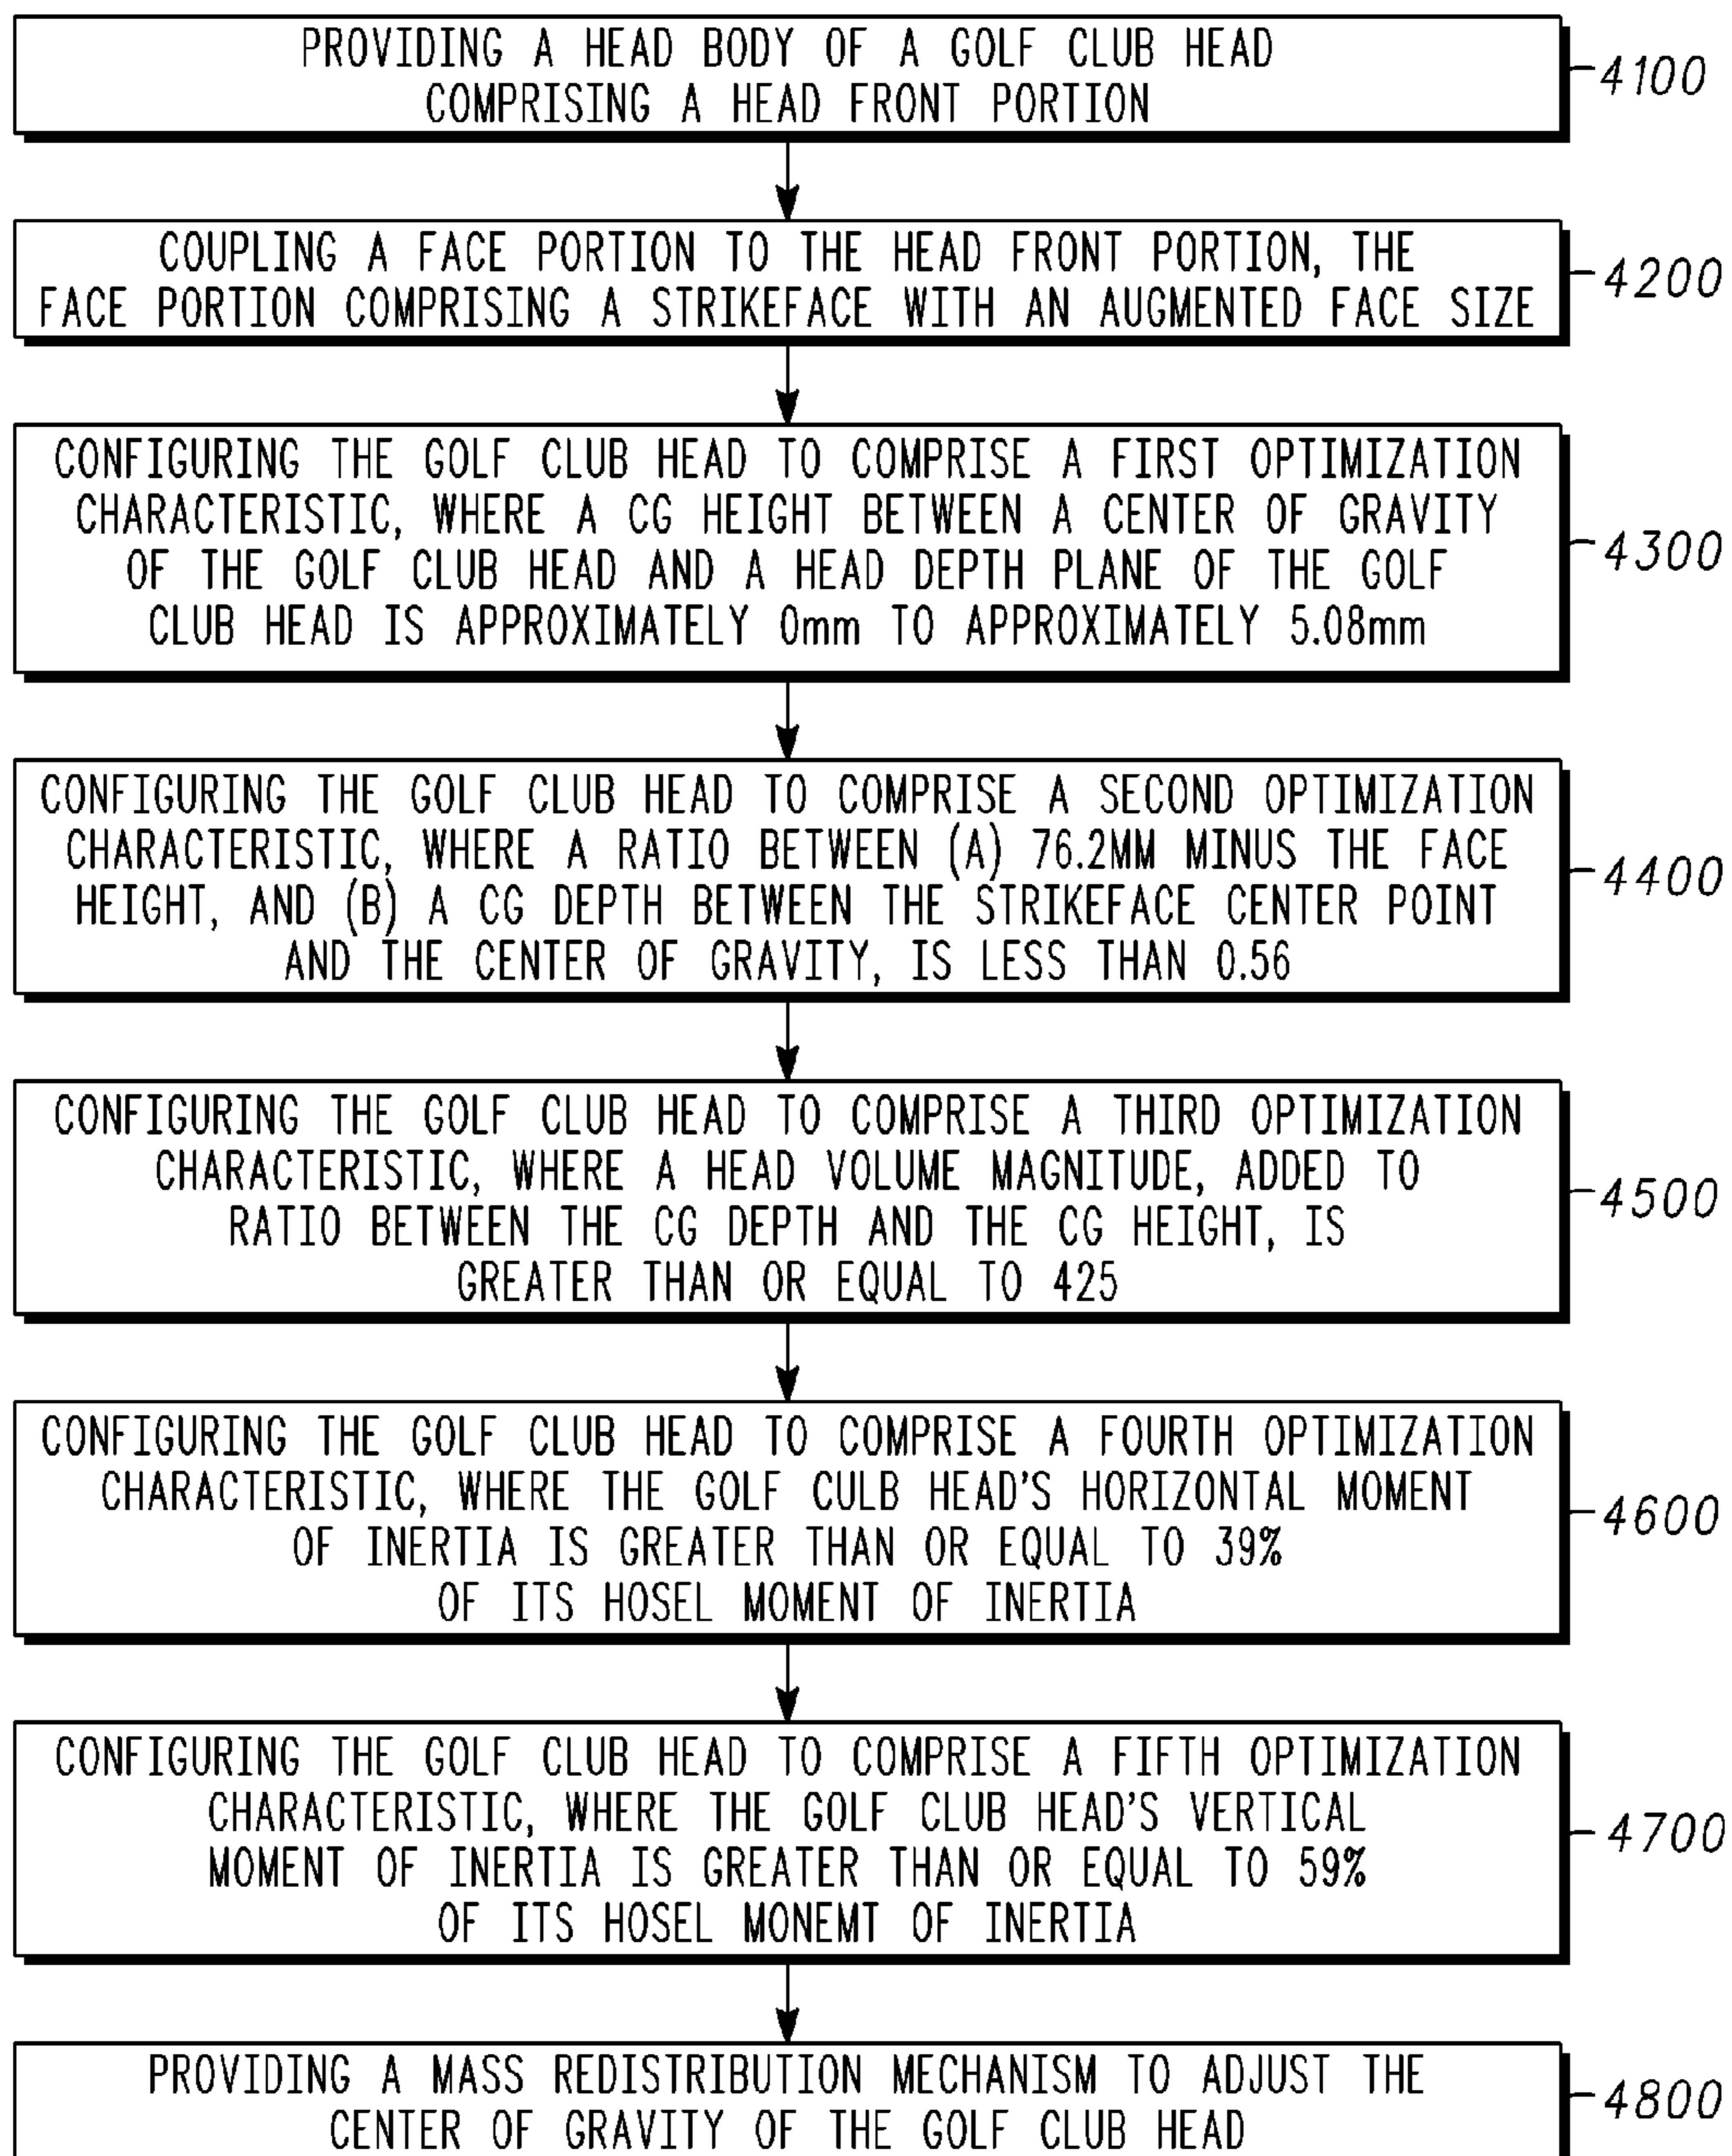 PROVIDING A HEAD BODY OF A GOLF CLUB HEAD
COMPRISING A HEAD FRONT PORTION
4100
COUPLING A FACE PORTION TO THE HEAD FRONT PORTION, THE
FACE PORTION COMPRISING A STRIKEFACE WITH AN AUGMENTED FACE SIZE
4200
CONFIGURING THE GOLF CLUB HEAD TO COMPRISE A FIRST OPTIMIZATION
CHARACTERISTIC, WHERE A CG HEIGHT BETWEEN A CENTER OF GRAVITY
OF THE GOLF CLUB HEAD AND A HEAD DEPTH PLANE OF THE GOLF
CLUB HEAD IS APPROXIMATELY 0mm TO APPROXIMATELY 5.08mm
4300
CONFIGURING THE GOLF CLUB HEAD TO COMPRISE A SECOND OPTIMIZATION
CHARACTERISTIC, WHERE A RATIO BETWEEN (A) 76.2MM MINUS THE FACE
HEIGHT, AND (B) A CG DEPTH BETWEEN THE STRIKEFACE CENTER POINT
AND THE CENTER OF GRAVITY, IS LESS THAN 0.56
4400
CONFIGURING THE GOLF CLUB HEAD TO COMPRISE A THIRD OPTIMIZATION
CHARACTERISTIC, WHERE A HEAD VOLUME MAGNITUDE, ADDED TO
RATIO BETWEEN THE CG DEPTH AND THE CG HEIGHT, IS
GREATER THAN OR EQUAL TO 425
4500
CONFIGURING THE GOLF CLUB HEAD TO COMPRISE A FOURTH OPTIMIZATION
CHARACTERISTIC, WHERE THE GOLF CULB HEAD'S HORIZONTAL MOMENT
OF INERTIA IS GREATER THAN OR EQUAL TO 39%
OF ITS HOSEL MOMENT OF INERTIA
4600
CONFIGURING THE GOLF CLUB HEAD TO COMPRISE A FIFTH OPTIMIZATION
CHARACTERISTIC, WHERE THE GOLF CLUB HEAD'S VERTICAL
MOMENT OF INERTIA IS GREATER THAN OR EQUAL TO 59%
OF ITS HOSEL MONEMT OF INERTIA
4700
PROVIDING A MASS REDISTRIBUTION MECHANISM TO ADJUST THE
CENTER OF GRAVITY OF THE GOLF CLUB HEAD
4800